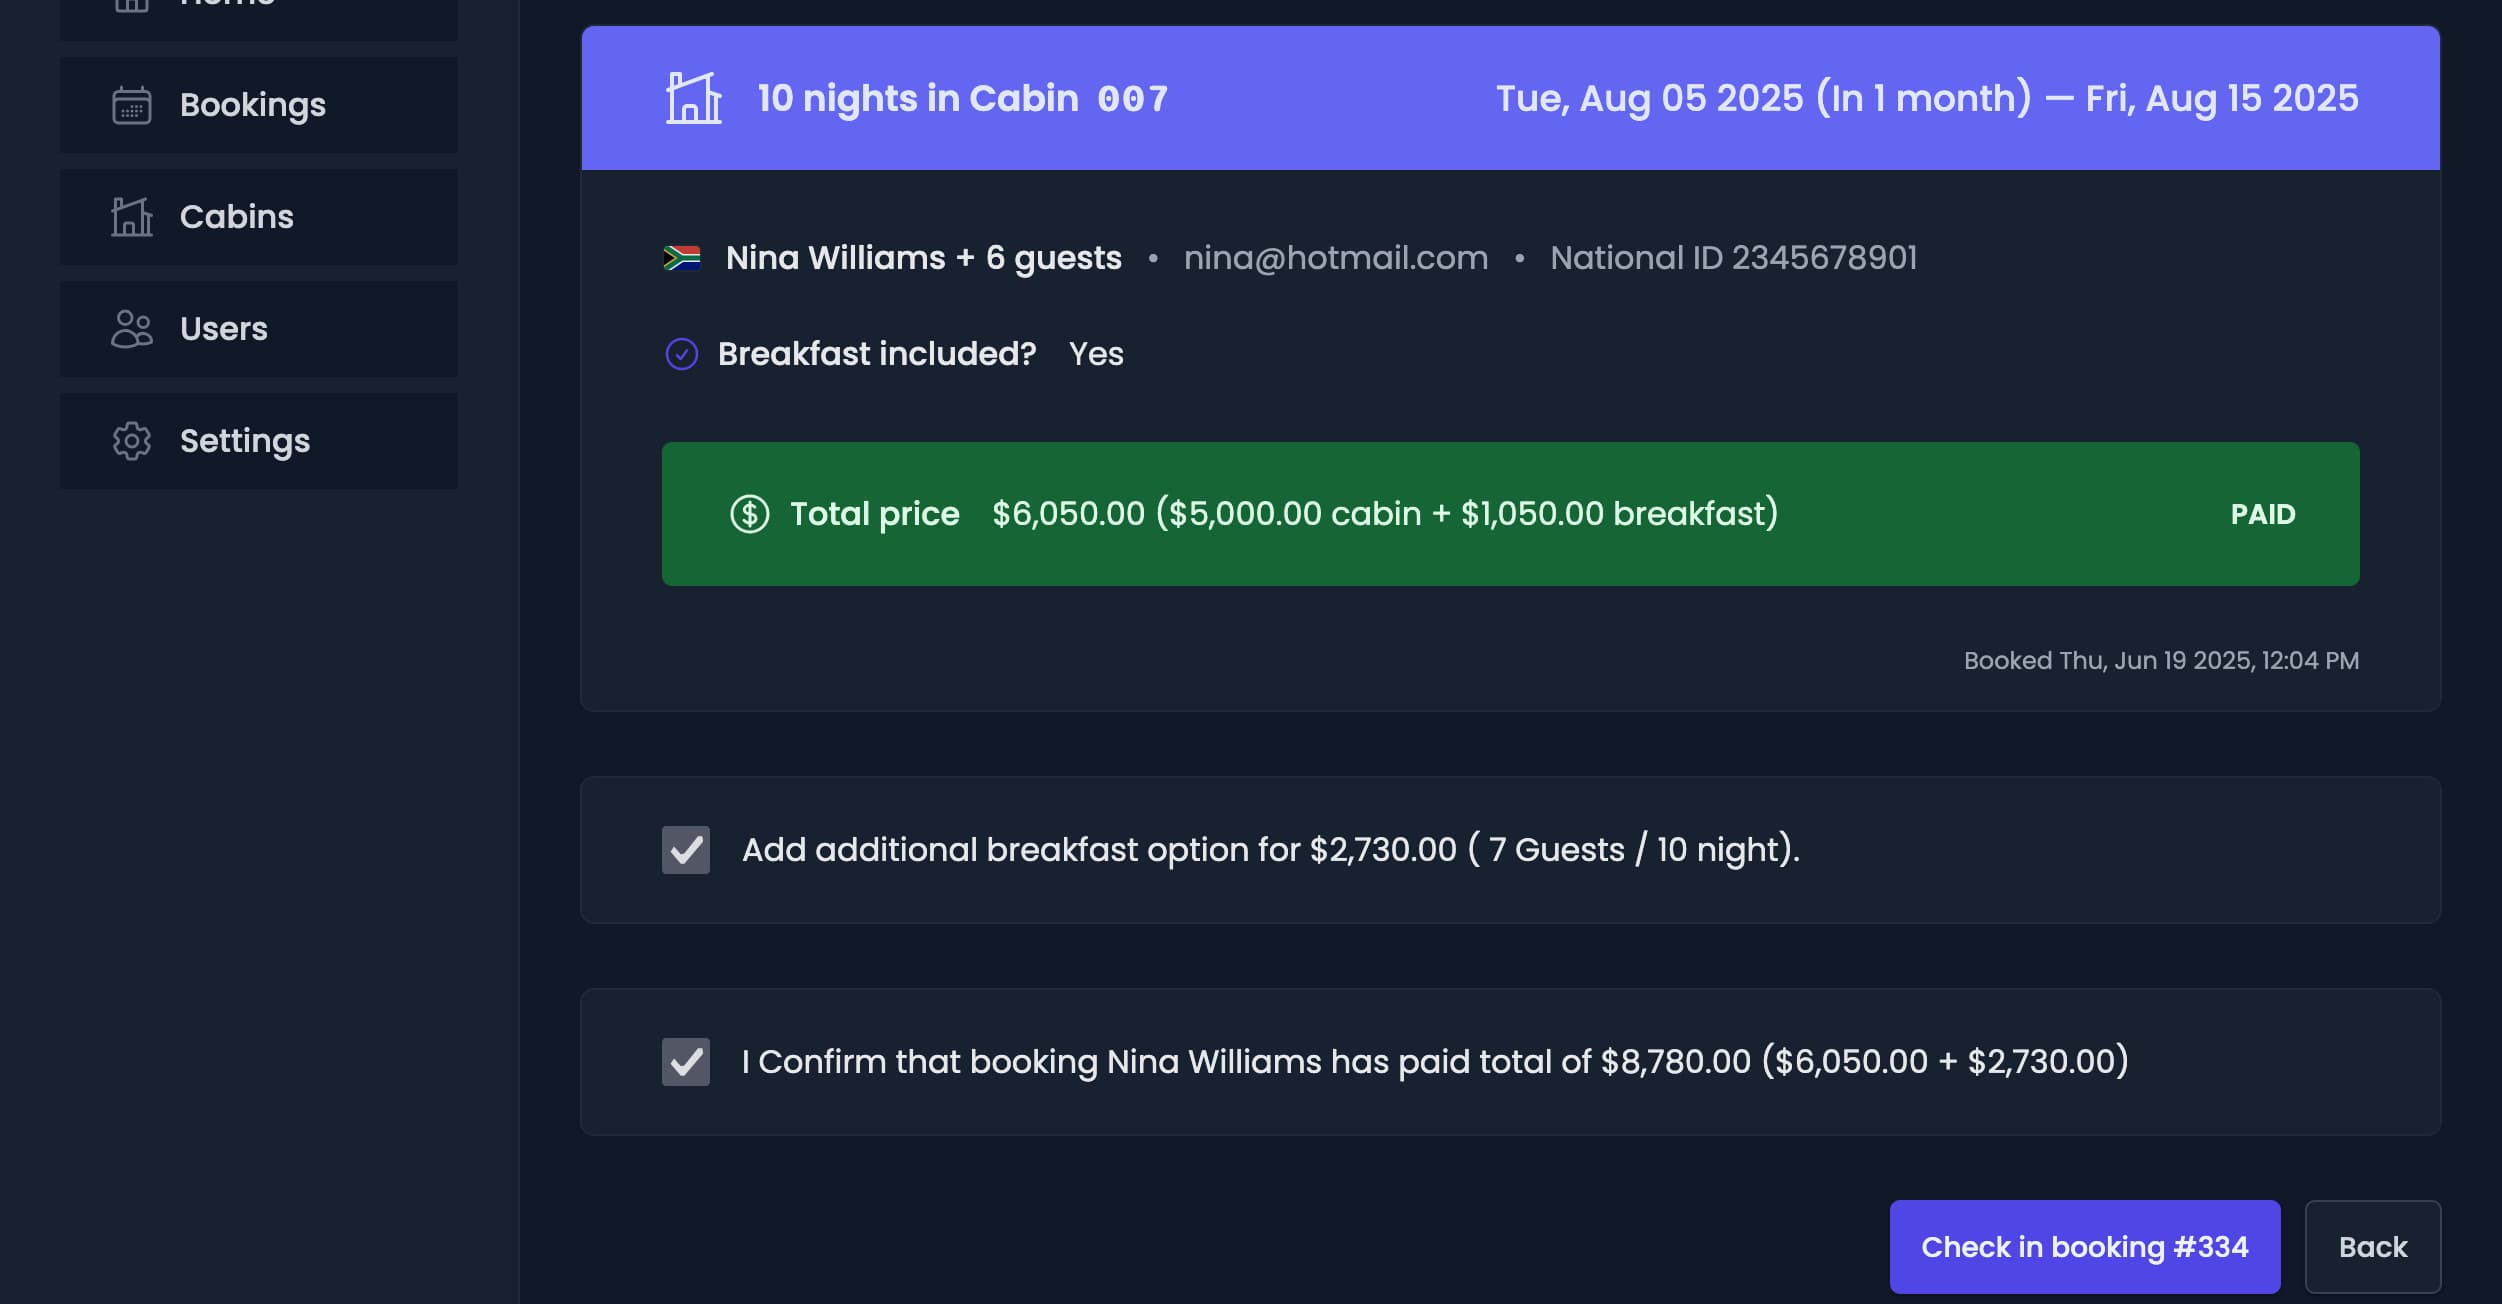 Home
Bookings
Cabins
Users
Settings
10 nights in Cabin 007
Tue, Aug 05 2025 (In 1 month) — Fri, Aug 15 2025
Nina Williams + 6 guests • nina@hotmail.com • National ID 2345678901
Breakfast included? Yes
Total price $6,050.00 ($5,000.00 cabin + $1,050.00 breakfast)
PAID
Booked Thu, Jun 19 2025, 12:04 PM
Add additional breakfast option for $2,730.00 ( 7 Guests / 10 night).
I Confirm that booking Nina Williams has paid total of $8,780.00 ($6,050.00 + $2,730.00)
Check in booking #334
Back